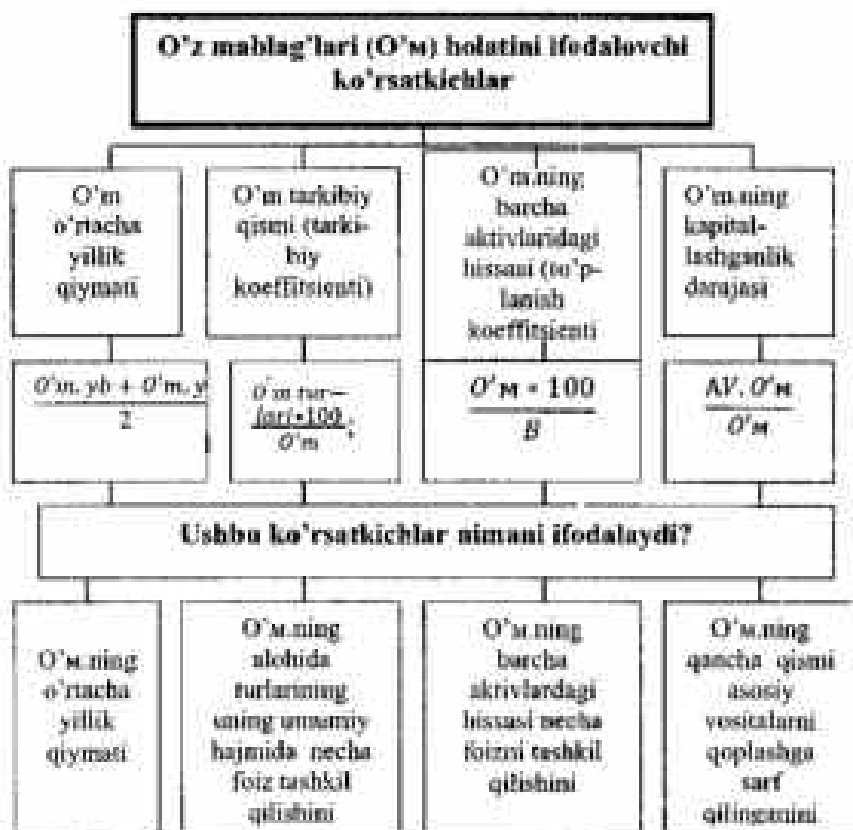 O'z mablag'lari (O'м) holatini ifodalovchi
ko'rsatkichlar
O'm
o'rtacha
yillik
qiymati
O'm tarkibiy
qismi (tarki-
biy
koeffitsienti)
O'm.ning
barcha
aktivlaridagi
hissasi (to'p-
lanish
koeffitsienti
O'm.ning
kapital-
lashganlik
darajasi
O'm. yb + O'm. y
2
O'm tur-
lari*100
O'm ;
O'м * 100
B
AV. O'м
O'м
Ushbu ko'rsatkichlar nimani ifodalaydi?
O'м.ning
o'rtacha
yillik
qiymati
O'м.ning
alohida
turlarining
uning umumiy
hajmida necha
foiz tashkil
qilishini
O'м.ning
barcha
aktivlardagi
hissasi necha
foizni tashkil
qilishini
O'м.ning
qancha qismi
asosiy
vositalarni
qoplashga
sarf
qilinganini